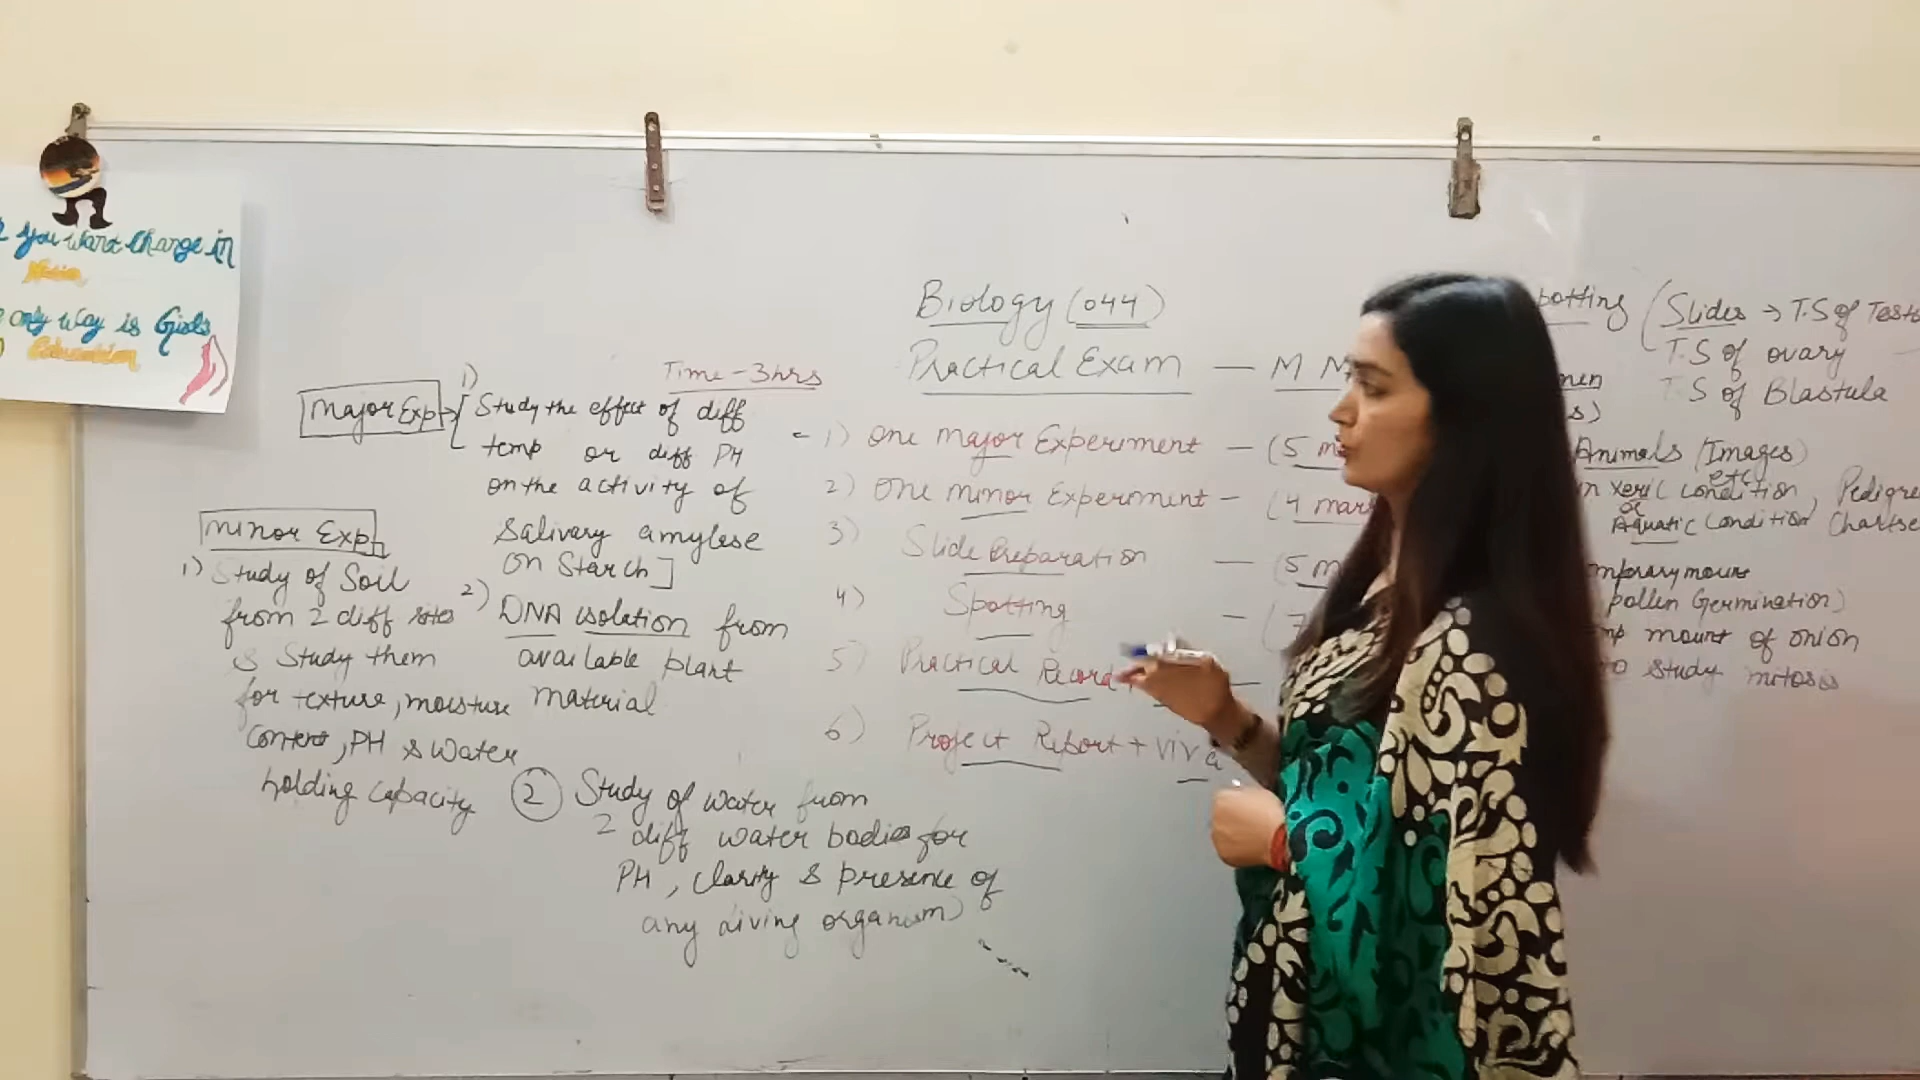 you want change in
only way is Girls
Education
Biology (044)
Practical Exam - M M
Time - 3hrs
1) One major Experiment - (5 m
2) One minor Experiment - (4 mar
3) Slide Preparation - (5 m
4) Spotting - (7
5) Practical Record
6) Project Report + viva
Major Exp
1) Study the effect of diff
temp or diff PH
on the activity of
salivary amylase
on Starch]
2) DNA isolation from
available plant
material
Minor Exp
1) Study of Soil
from 2 diff sites
& Study them
for texture, moisture
content, PH & Water
holding capacity
2 Study of water from
2 diff water bodies for
PH, clarity & presence of
any living organism)
potting (Slides → T.S of Testis
T.S of ovary
T.S of Blastula
men
s)
Animals (Images)
etc
n xeric condition, Pedigree
or
Aquatic condition Charts
mporary mount
pollen Germination)
mp mount of onion
to study mitosis